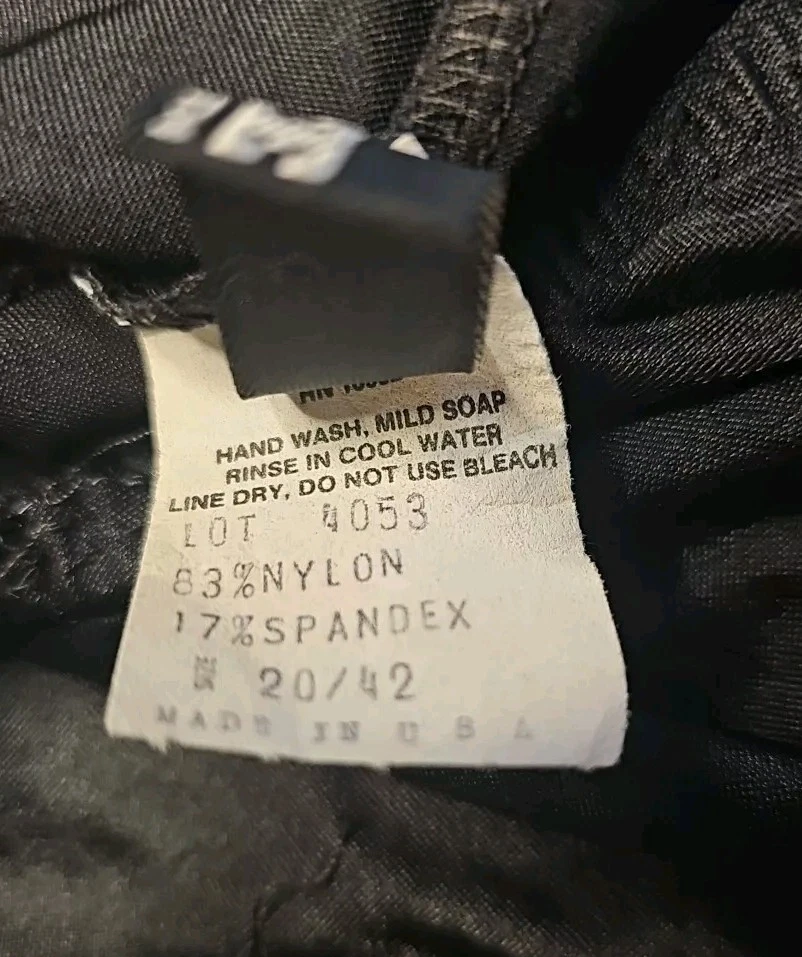 HAND WASH, MILD SOAP
RINSE IN COOL WATER
LINE DRY, DO NOT USE BLEACH
LOT 4053
83%NYLON
17%SPANDEX
20/42
MADE IN U S A